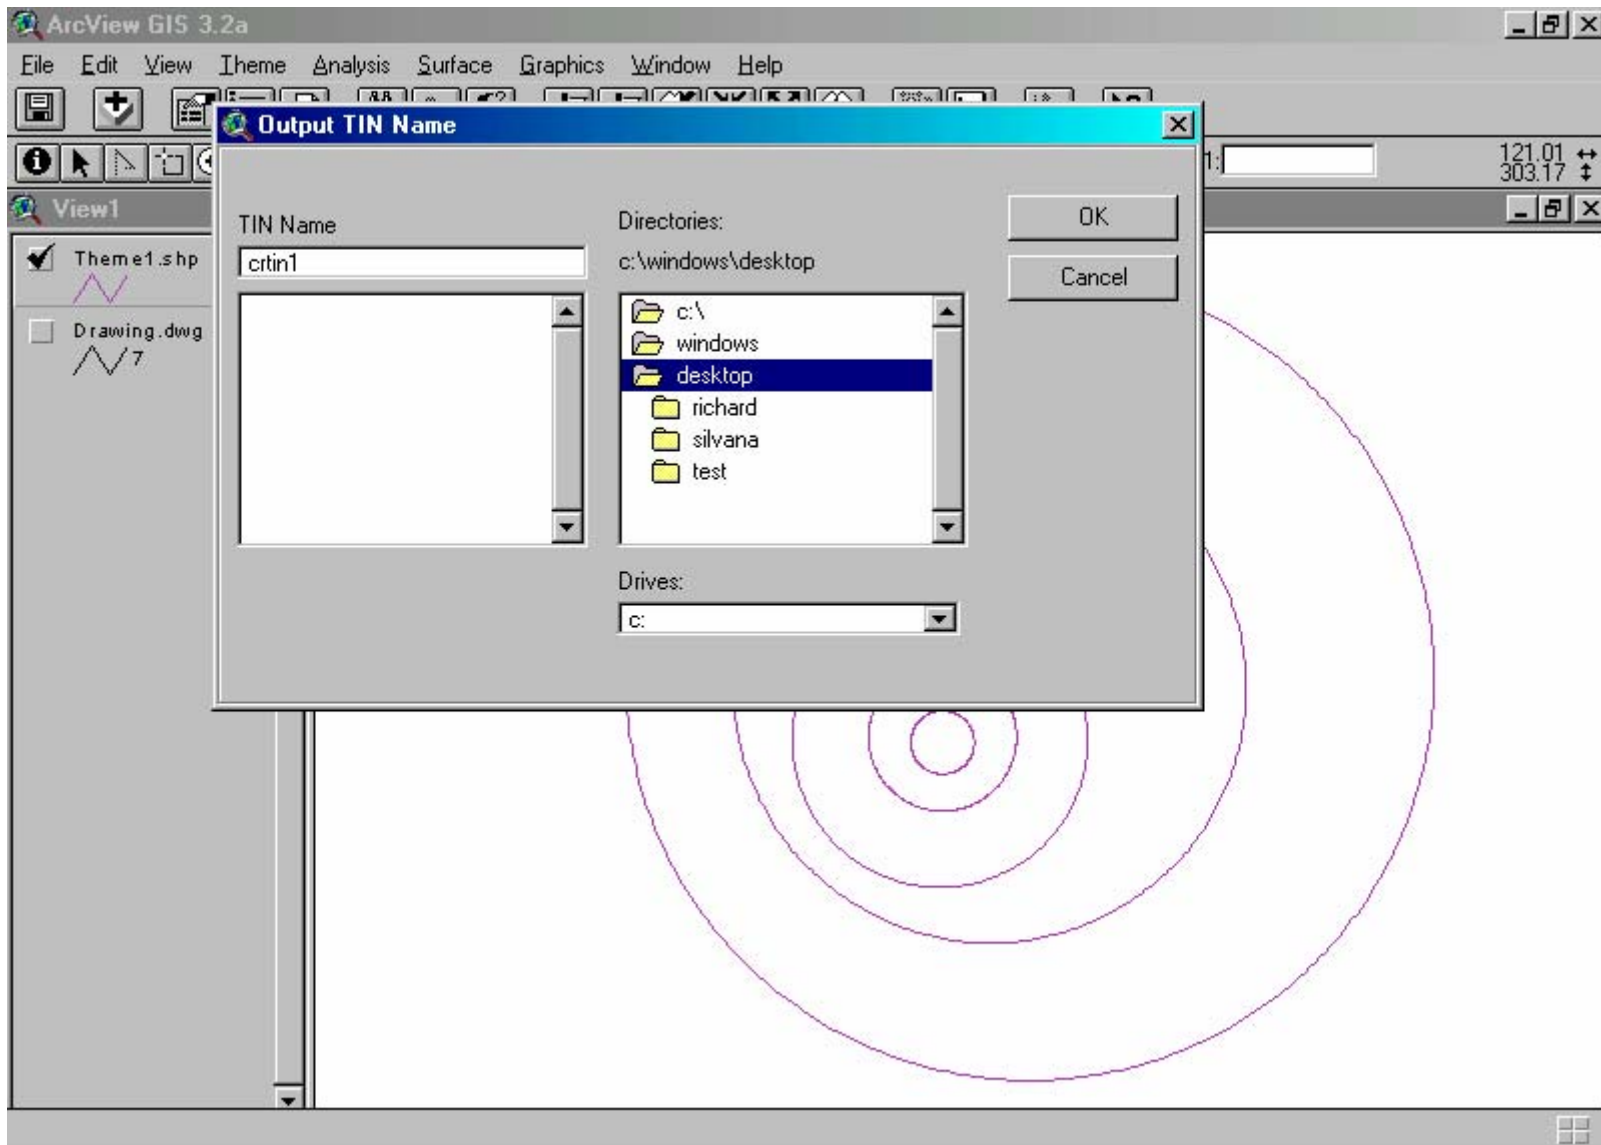 ArcView GIS 3.2a
File Edit View Theme Analysis Surface Graphics Window Help
Output TIN Name
1:
121.01
303.17
View1
Theme1.shp
Drawing.dwg
7
TIN Name
crtin1
Directories:
c:\windows\desktop
c:\
windows
desktop
richard
silvana
test
Drives:
c:
OK
Cancel